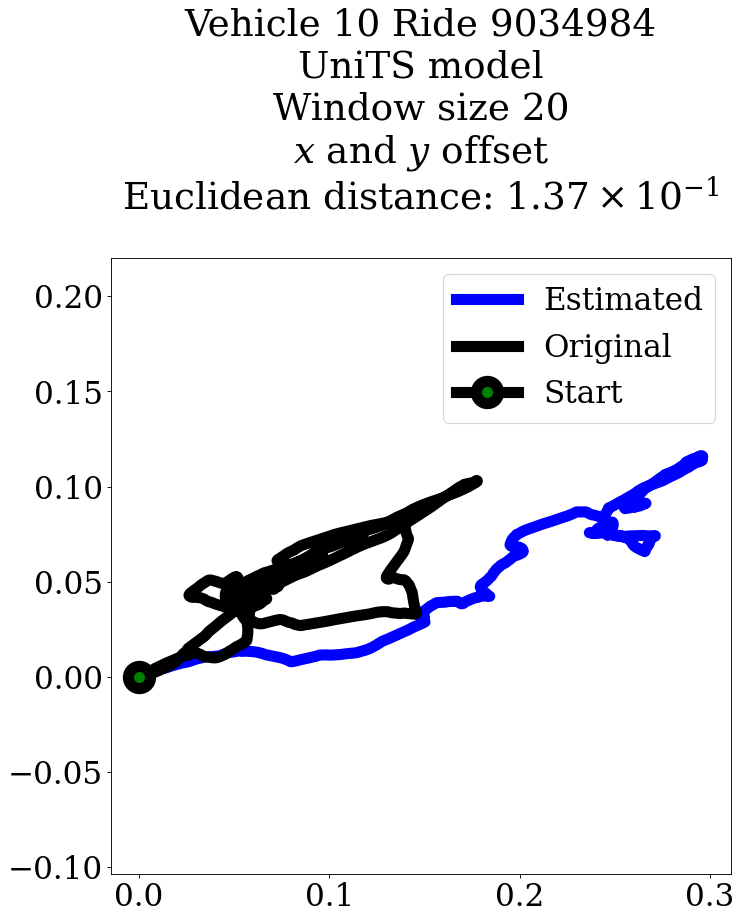 Vehicle 10 Ride 9034984
UniTS model
Window size 20
x and y offset
Euclidean distance: 1.37 × 10⁻¹
Estimated
Original
Start
0.20
0.15
0.10
0.05
0.00
−0.05
−0.10
0.0 0.1 0.2 0.3